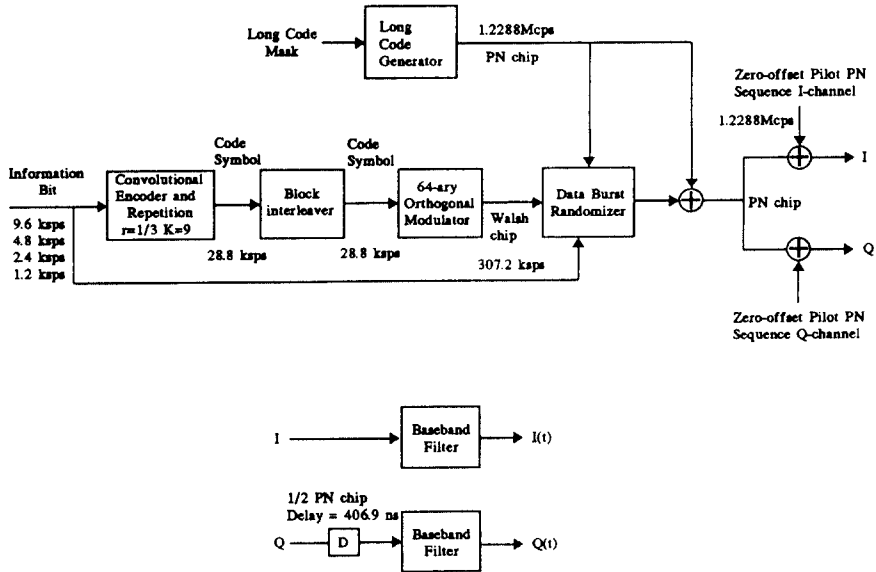 Long Code
Mask
Long
Code
Generator
1.2288Mcps
PN chip
Zero-offset Pilot PN
Sequence I-channel
1.2288Mcps
I
Information
Bit
9.6 ksps
4.8 ksps
2.4 ksps
1.2 ksps
Convolutional
Encoder and
Repetition
r=1/3 K=9
Code
Symbol
28.8 ksps
Block
interleaver
Code
Symbol
28.8 ksps
64-ary
Orthogonal
Modulator
Walsh
chip
307.2 ksps
Data Burst
Randomizer
PN chip
Q
Zero-offset Pilot PN
Sequence Q-channel
I
Baseband
Filter
I(t)
1/2 PN chip
Delay = 406.9 ns
Q
D
Baseband
Filter
Q(t)